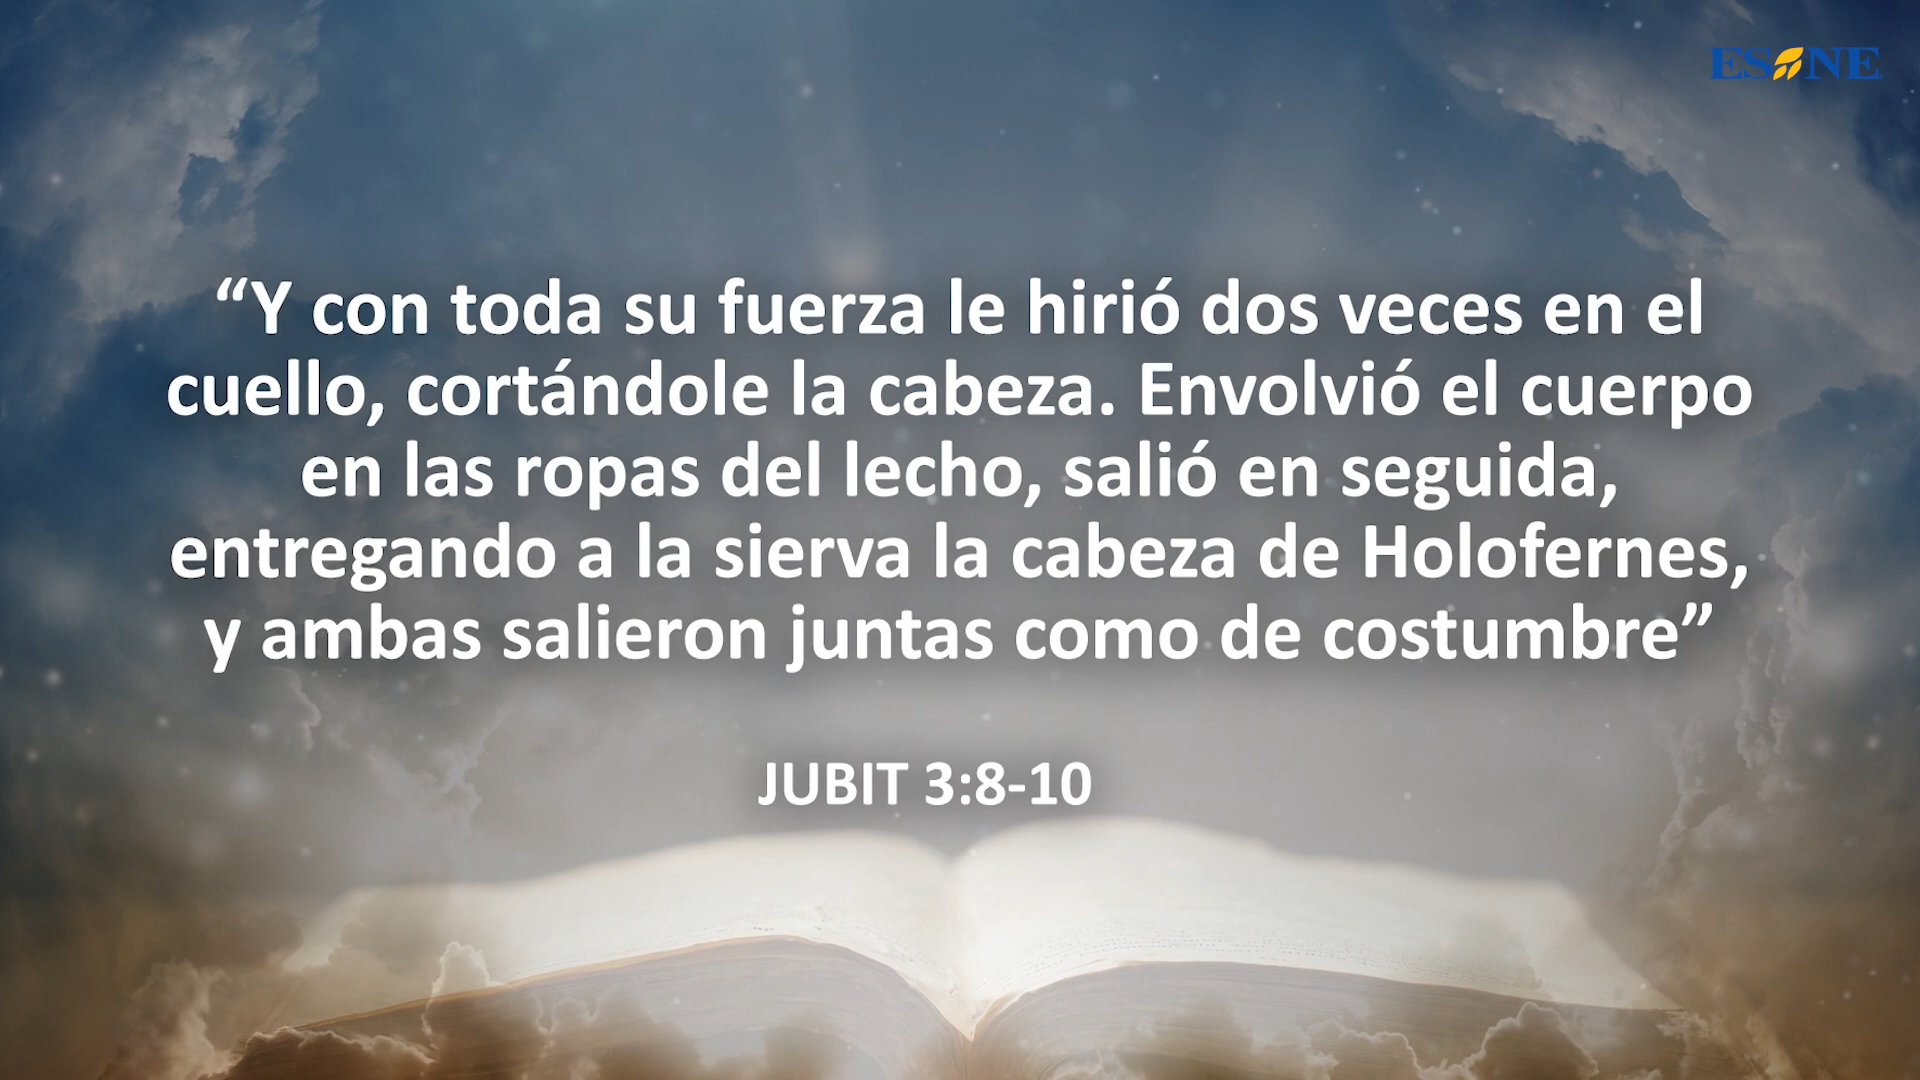 ESNE
“Y con toda su fuerza le hirió dos veces en el
cuello, cortándole la cabeza. Envolvió el cuerpo
en las ropas del lecho, salió en seguida,
entregando a la sierva la cabeza de Holofernes,
y ambas salieron juntas como de costumbre”
JUBIT 3:8-10